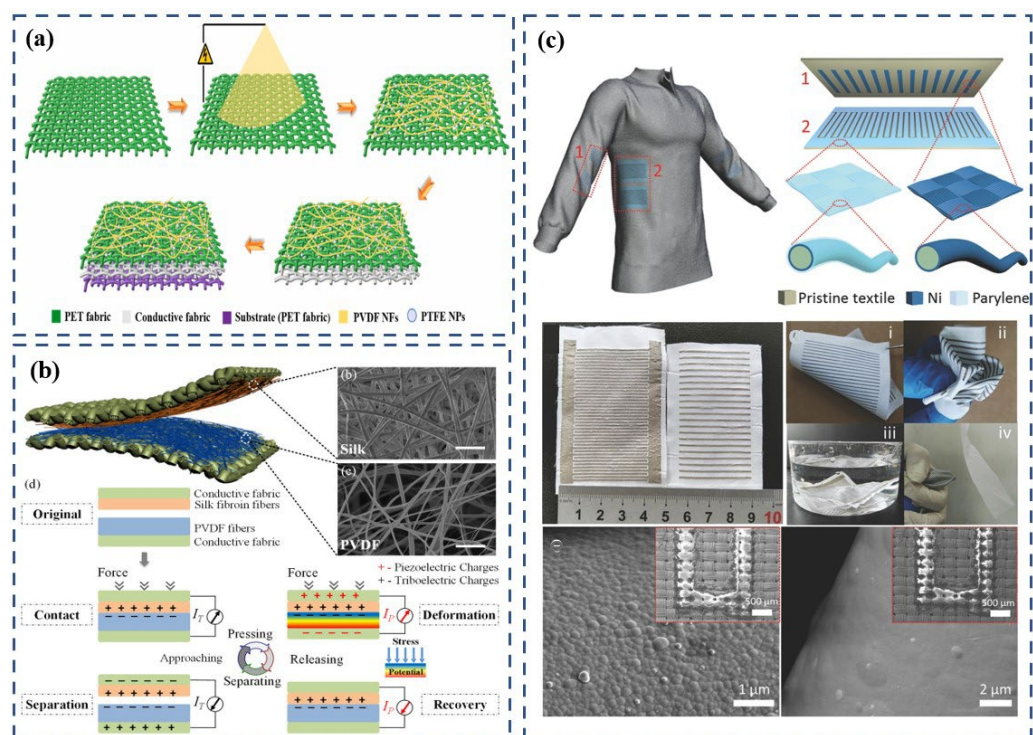 (a)
PET fabric Conductive fabric Substrate (PET fabric) PVDF NFs PTFE NPs
(b)
(b)
Silk
(c)
PVDF
(d)
Original
Conductive fabric
Silk fibroin fibers
PVDF fibers
Conductive fabric
+ - Piezoelectric Charges
+ - Triboelectric Charges
Force
Force
Contact
+ + + + + +
- - - - - -
I_T
+ + + + +
+ + + + + +
- - - - - -
- - - - -
I_P
Deformation
Pressing
Approaching
Releasing
Separating
Stress
Potential
Separation
- - - - - -
+ + + + + +
- - - - - -
+ + + + + +
I_T
+ + + + + +
- - - - - -
I_P
Recovery
(c)
1
2
1
2
Pristine textile Ni Parylene
i
ii
iii
iv
1 2 3 4 5 6 7 8 9 10
500 μm
1 μm
500 μm
2 μm